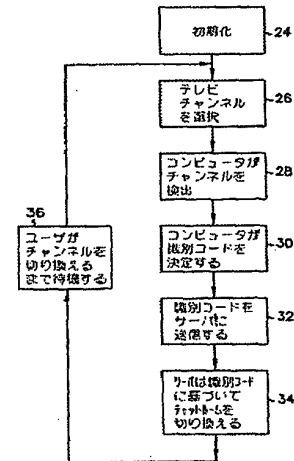 初期化
24
テレビ
チャンネル
を選択
26
コンピュータが
チャンネルを
検出
28
コンピュータが
識別コードを
決定する
30
識別コードを
サーバに
送信する
32
サーバは識別コード
に基づいて
チャットルームを
切り換える
34
36
ユーザが
チャンネルを
切り換える
まで待機する